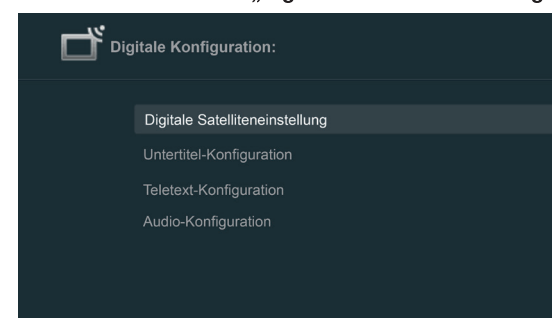 Digitale Konfiguration:
Digitale Satelliteneinstellung
Untertitel-Konfiguration
Teletext-Konfiguration
Audio-Konfiguration